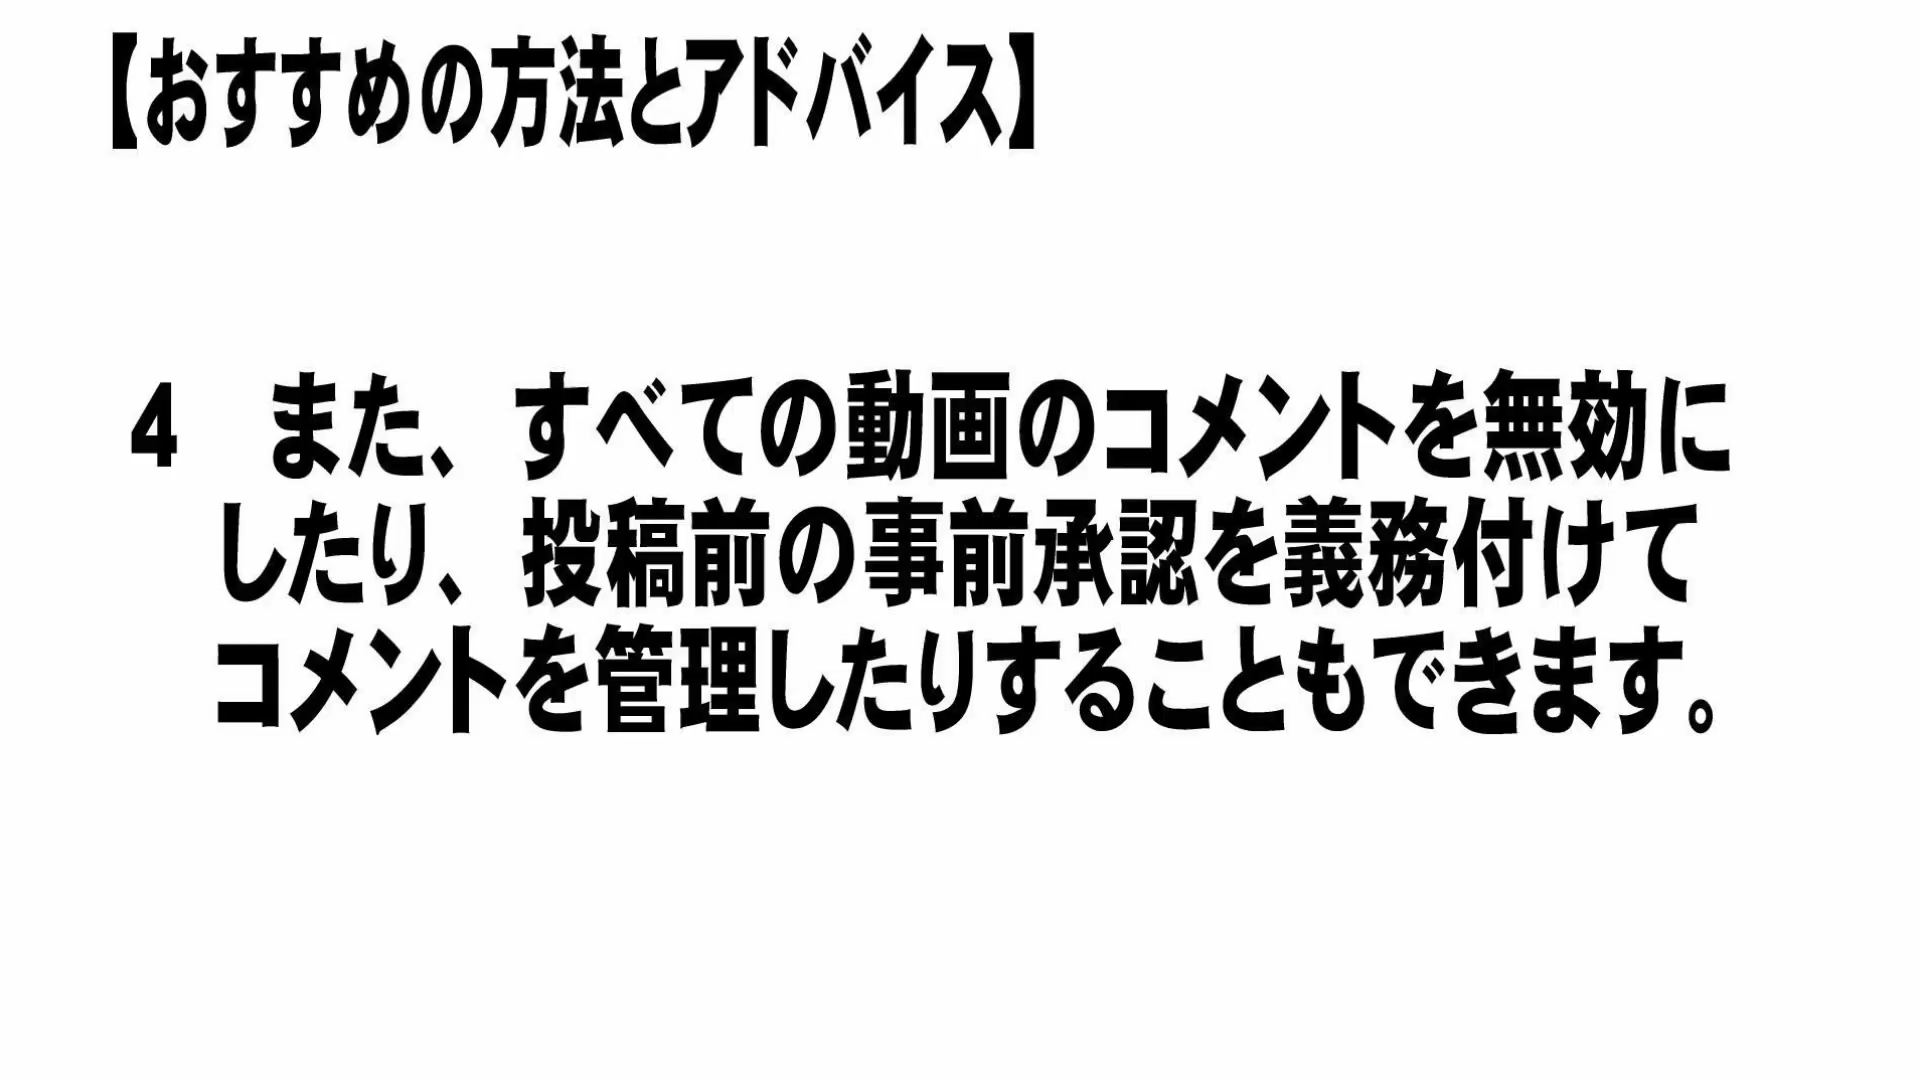 【おすすめの方法とアドバイス】
4　また、すべての動画のコメントを無効に
したり、投稿前の事前承認を義務付けて
コメントを管理したりすることもできます。